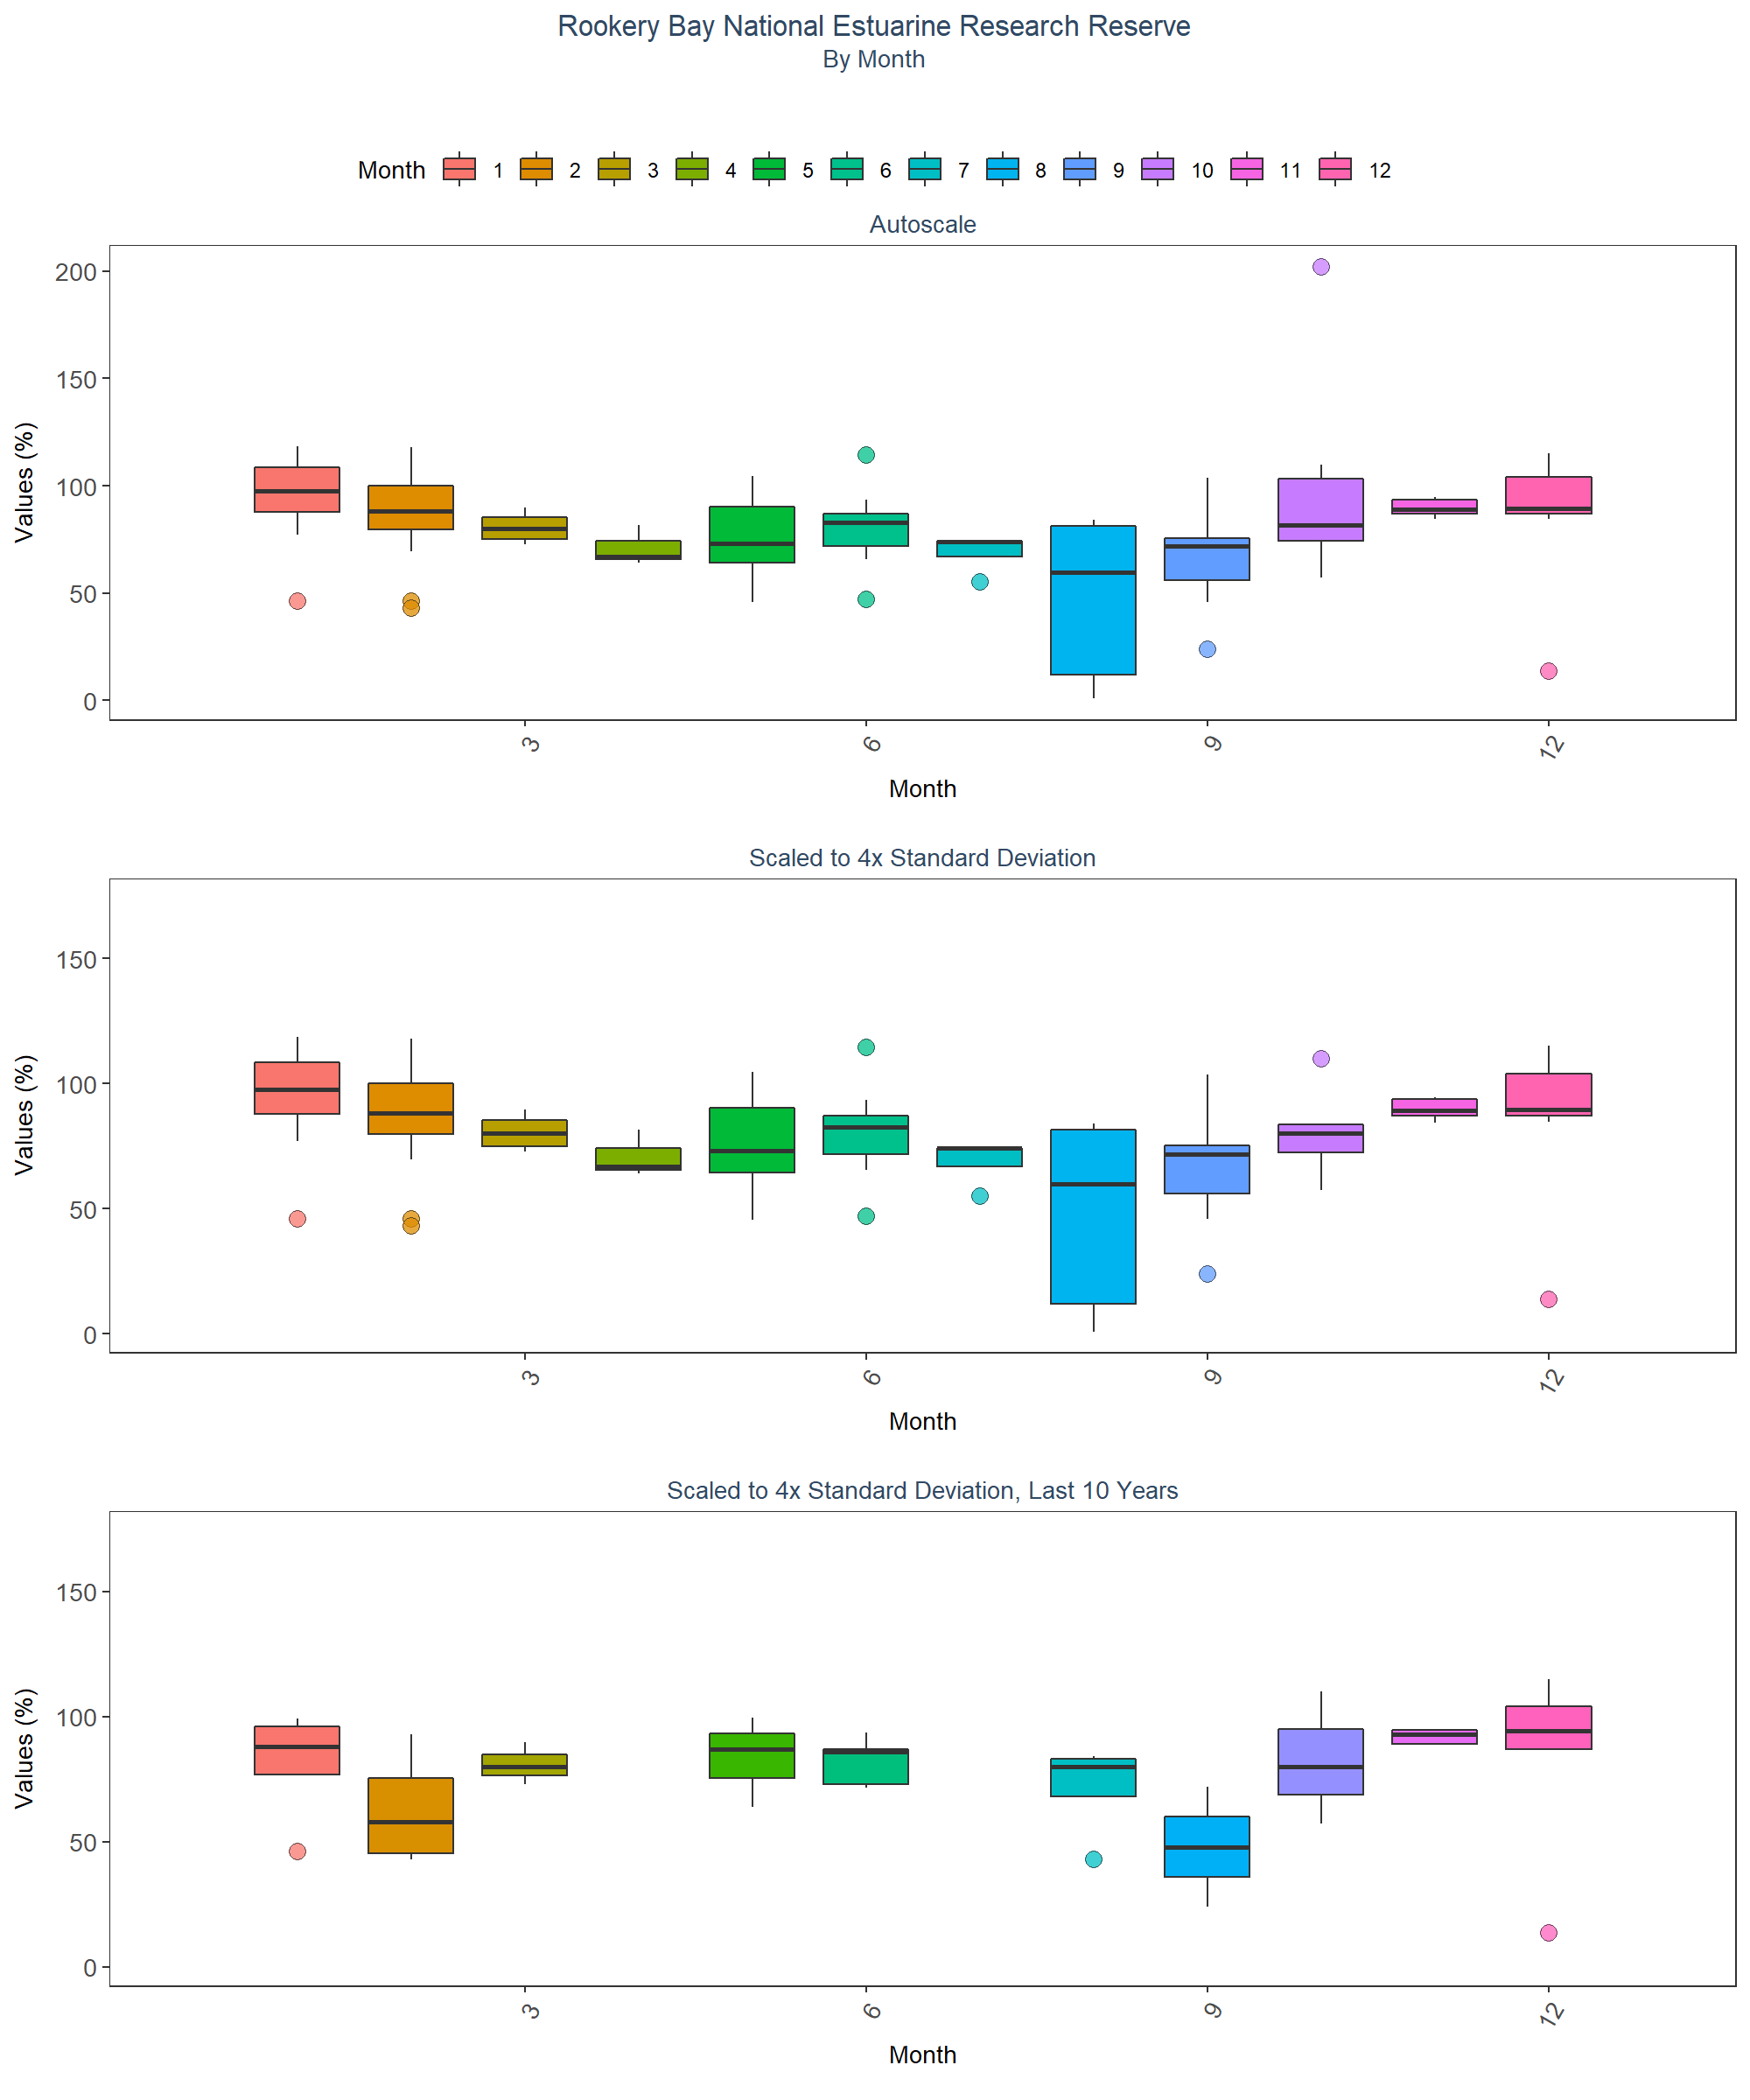 Rookery Bay National Estuarine Research Reserve
By Month
Month 1 2 3 4 5 6 7 8 9 10 11 12
Autoscale
200
150
100
50
0
Values (%)
3 6 9 12
Month
Scaled to 4x Standard Deviation
150
100
50
0
Values (%)
3 6 9 12
Month
Scaled to 4x Standard Deviation, Last 10 Years
150
100
50
0
Values (%)
3 6 9 12
Month